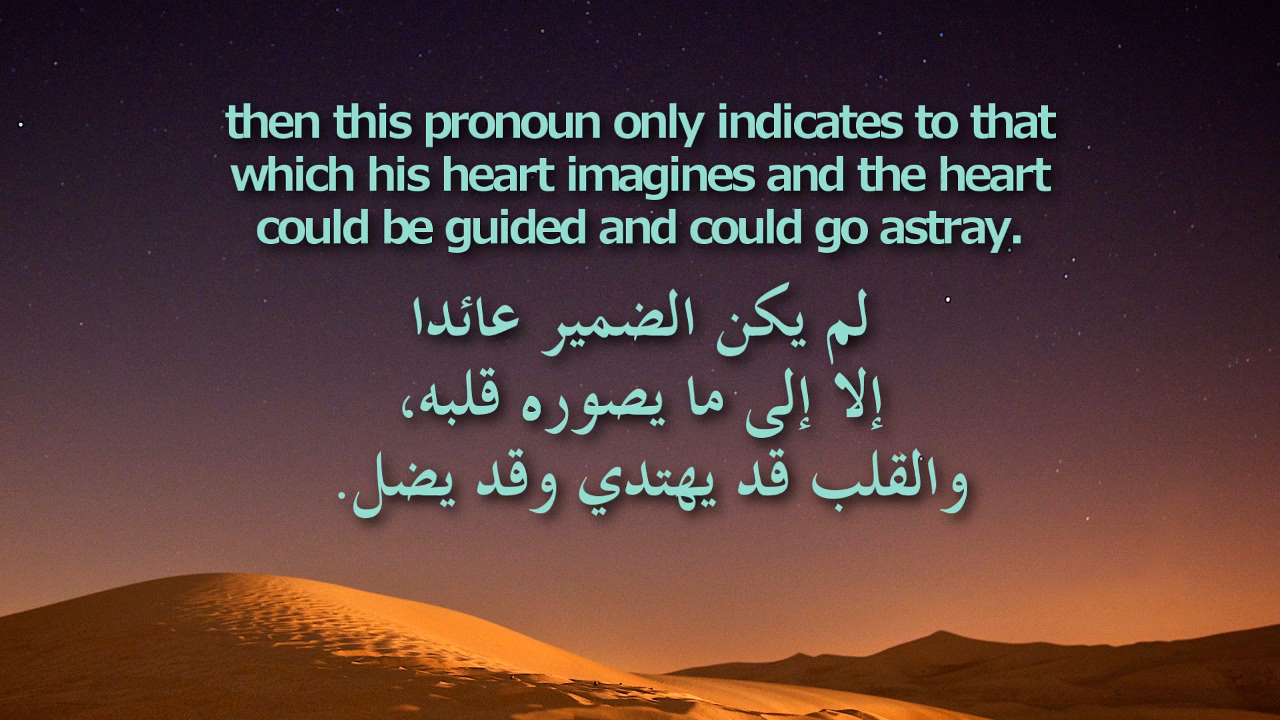 then this pronoun only indicates to that
which his heart imagines and the heart
could be guided and could go astray.
لم يكن الضمير عائدا
إلا إلى ما يصوره قلبه،
والقلب قد يهتدي وقد يضل.